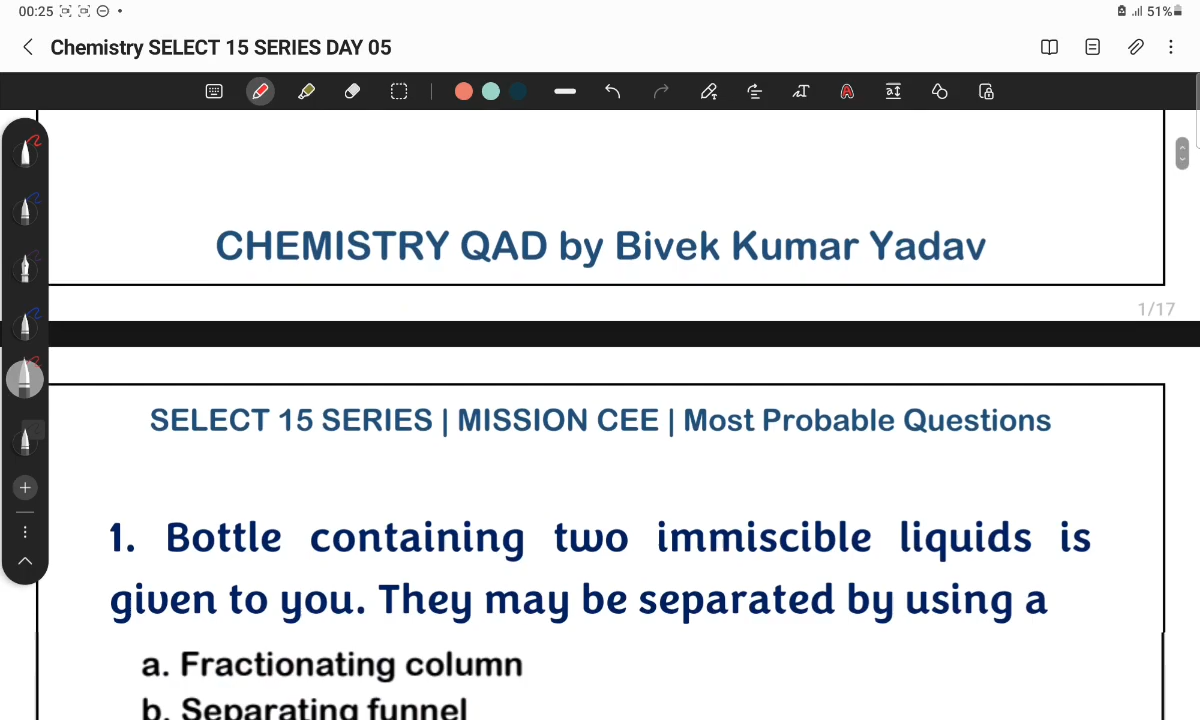 00:25 51%
Chemistry SELECT 15 SERIES DAY 05
CHEMISTRY QAD by Bivek Kumar Yadav
1/17
SELECT 15 SERIES | MISSION CEE | Most Probable Questions
1. Bottle containing two immiscible liquids is
given to you. They may be separated by using a
a. Fractionating column
b. Separating funnel